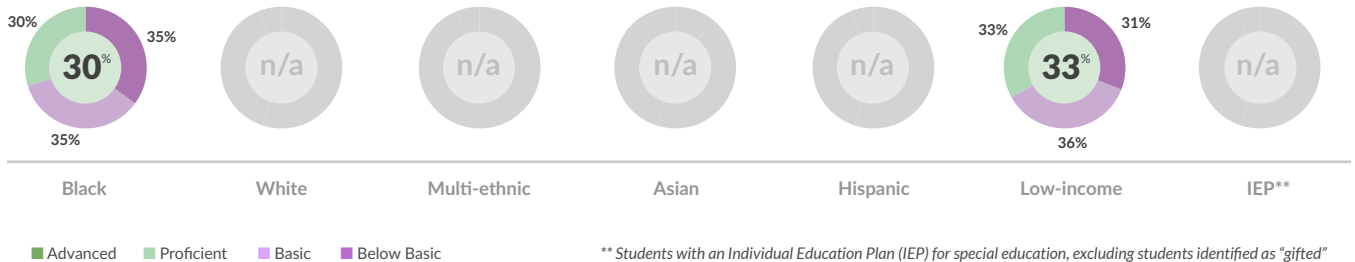 30%
35%
30%
35%
n/a
n/a
n/a
n/a
33%
31%
33%
36%
n/a
Black White Multi-ethnic Asian Hispanic Low-income IEP**
Advanced Proficient Basic Below Basic
** Students with an Individual Education Plan (IEP) for special education, excluding students identified as “gifted”